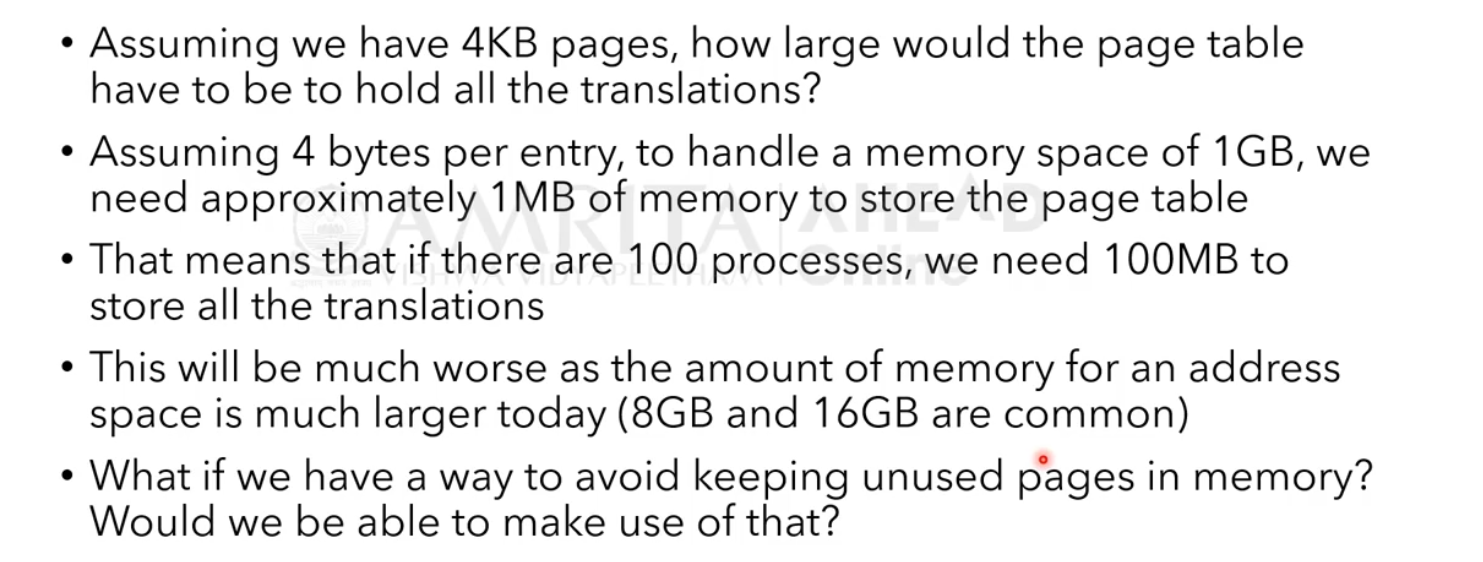 • Assuming we have 4KB pages, how large would the page table
have to be to hold all the translations?
• Assuming 4 bytes per entry, to handle a memory space of 1GB, we
need approximately 1MB of memory to store the page table
• That means that if there are 100 processes, we need 100MB to
store all the translations
• This will be much worse as the amount of memory for an address
space is much larger today (8GB and 16GB are common)
• What if we have a way to avoid keeping unused pages in memory?
Would we be able to make use of that?
AMRITA AHEAD
VISHWA VIDYAPEETHAM Online